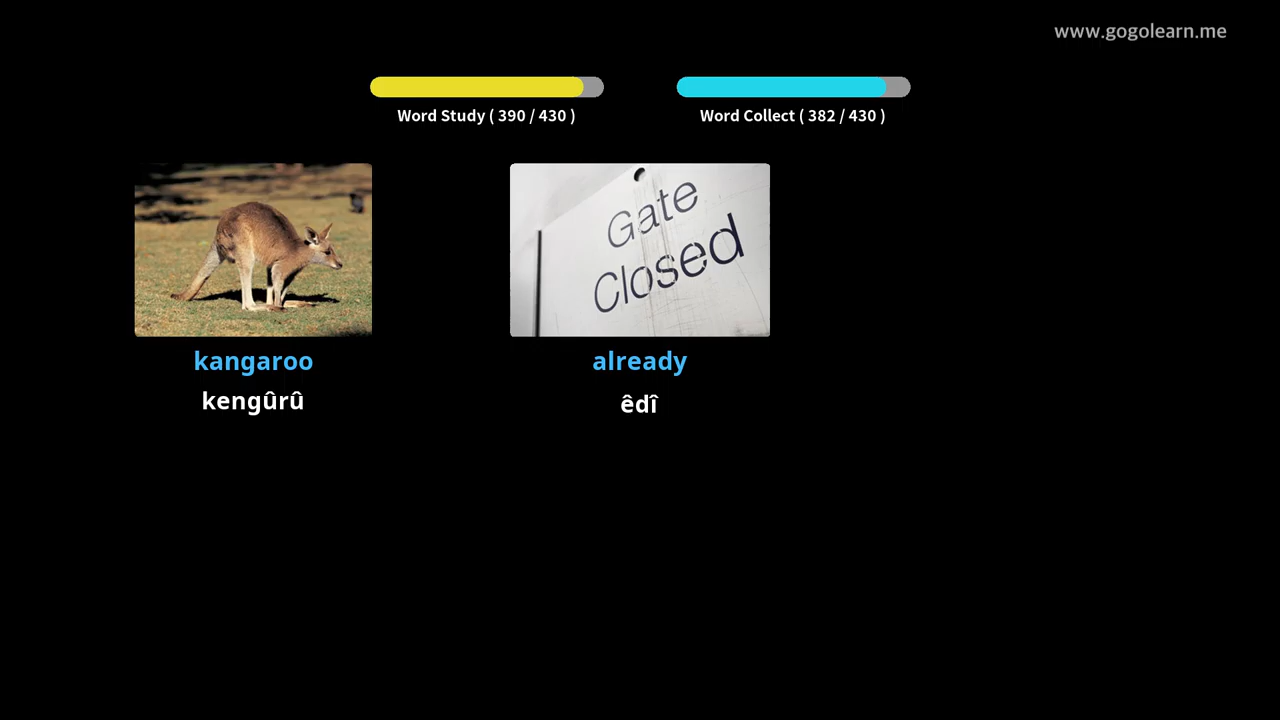 www.gogolearn.me
Word Study ( 390 / 430 )
Word Collect ( 382 / 430 )
Gate
Closed
kangaroo
already
kengûrû
êdî